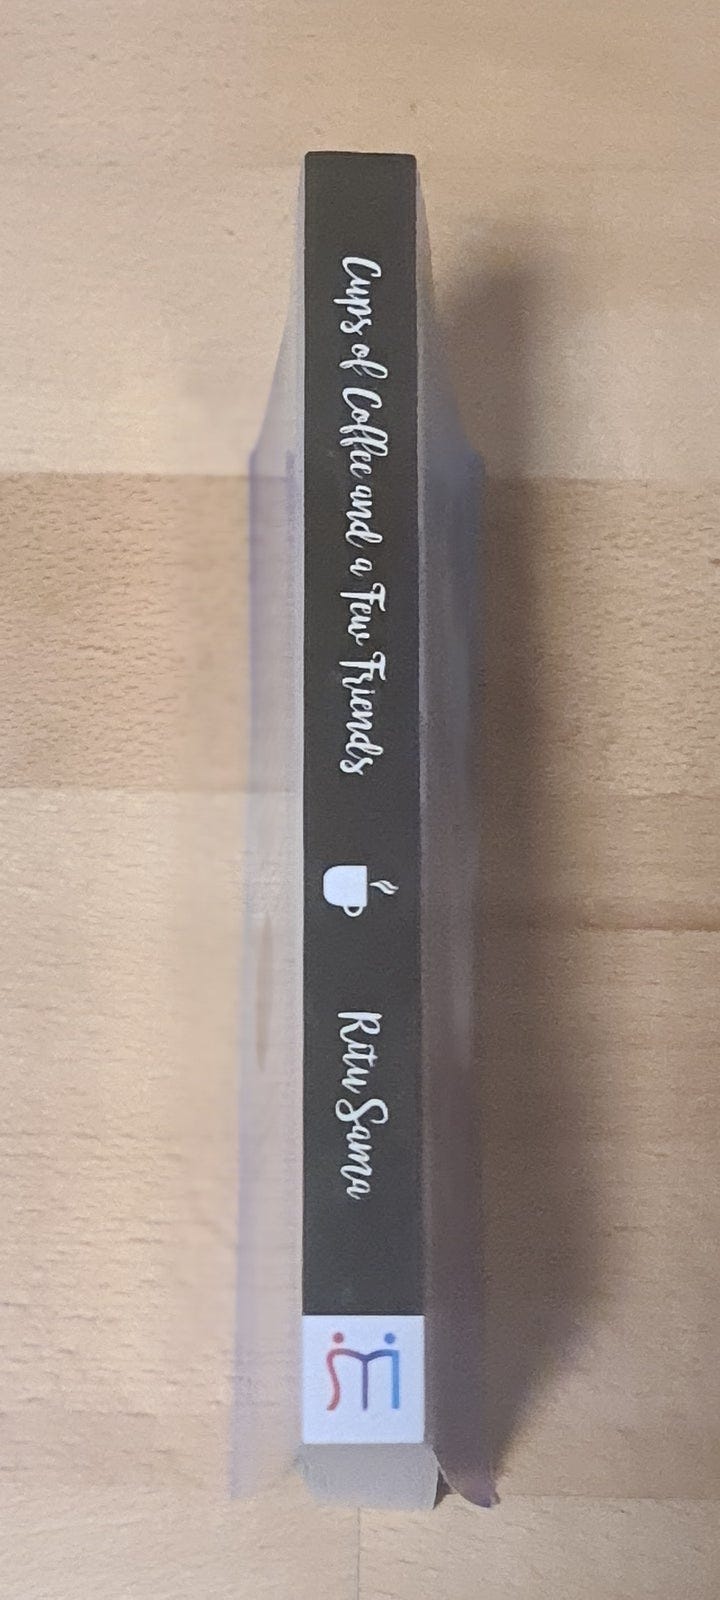 Cups of Coffee and a Few Friends
Ritu Sama